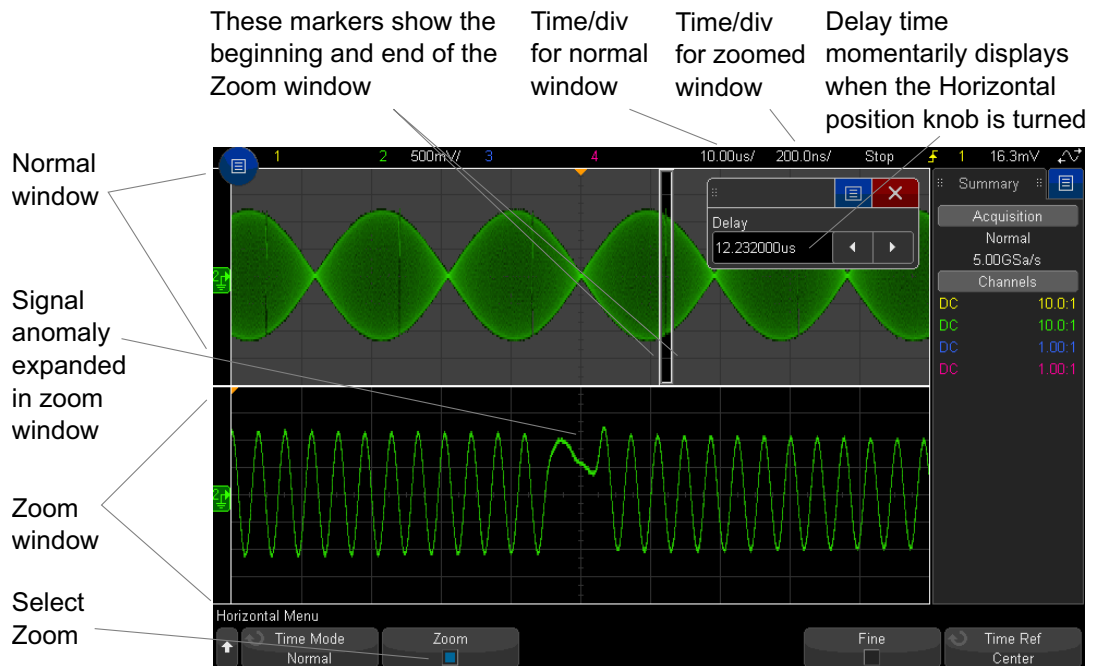 These markers show the
beginning and end of the
Zoom window
Time/div
for normal
window
Time/div
for zoomed
window
Delay time
momentarily displays
when the Horizontal
position knob is turned
Normal
window
Signal
anomaly
expanded
in zoom
window
Zoom
window
Select
Zoom
1 2 500mV/ 3 4 10.00us/ 200.0ns/ Stop 1 16.3mV
Delay
12.232000us
Summary
Acquisition
Normal
5.00GSa/s
Channels
DC 10.0:1
DC 10.0:1
DC 1.00:1
DC 1.00:1
2
2
Horizontal Menu
Time Mode
Normal
Zoom
Fine
Time Ref
Center